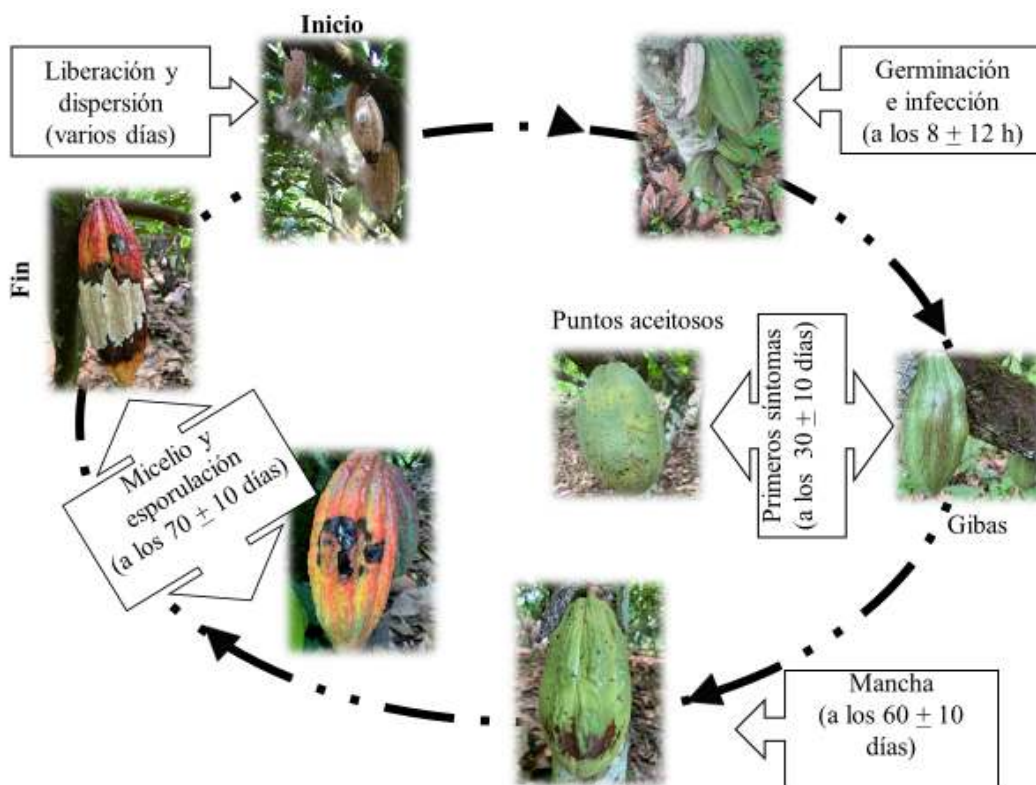 Inicio
Liberación y
dispersión
(varios días)
Germinación
e infección
(a los 8 ± 12 h)
Puntos aceitosos
Primeros síntomas
(a los 30 ± 10 días)
Gibas
Mancha
(a los 60 ± 10
días)
Micelio y
esporulación
(a los 70 ± 10 días)
Fin